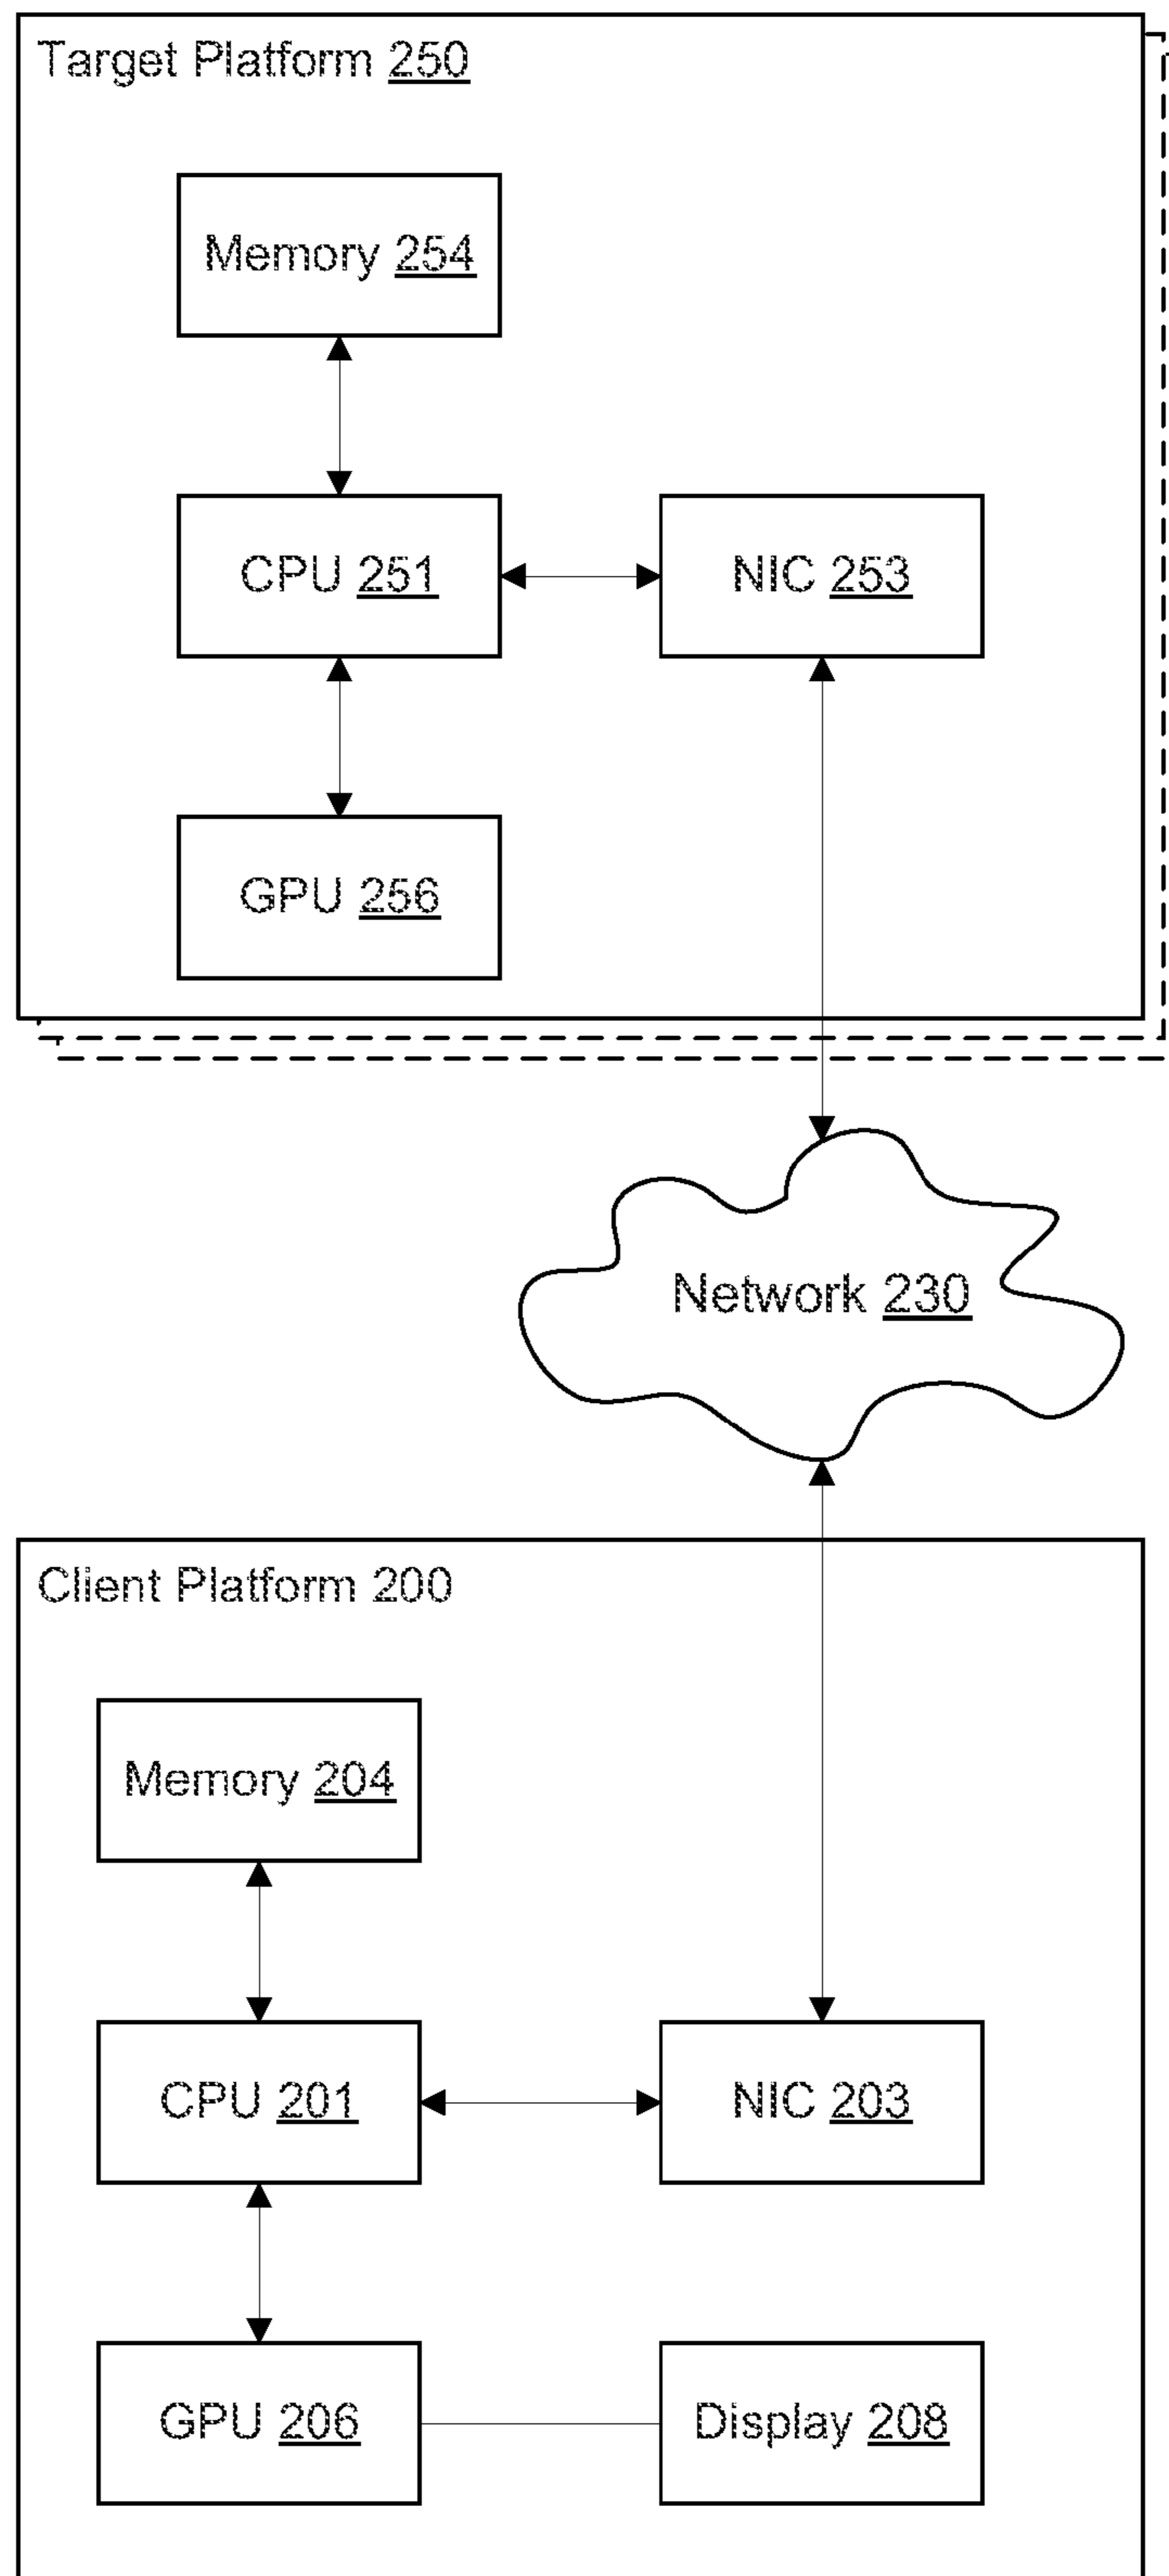 Target Platform 250
Memory 254
CPU 251
NIC 253
GPU 256
Network 230
Client Platform 200
Memory 204
CPU 201
NIC 203
GPU 206
Display 208